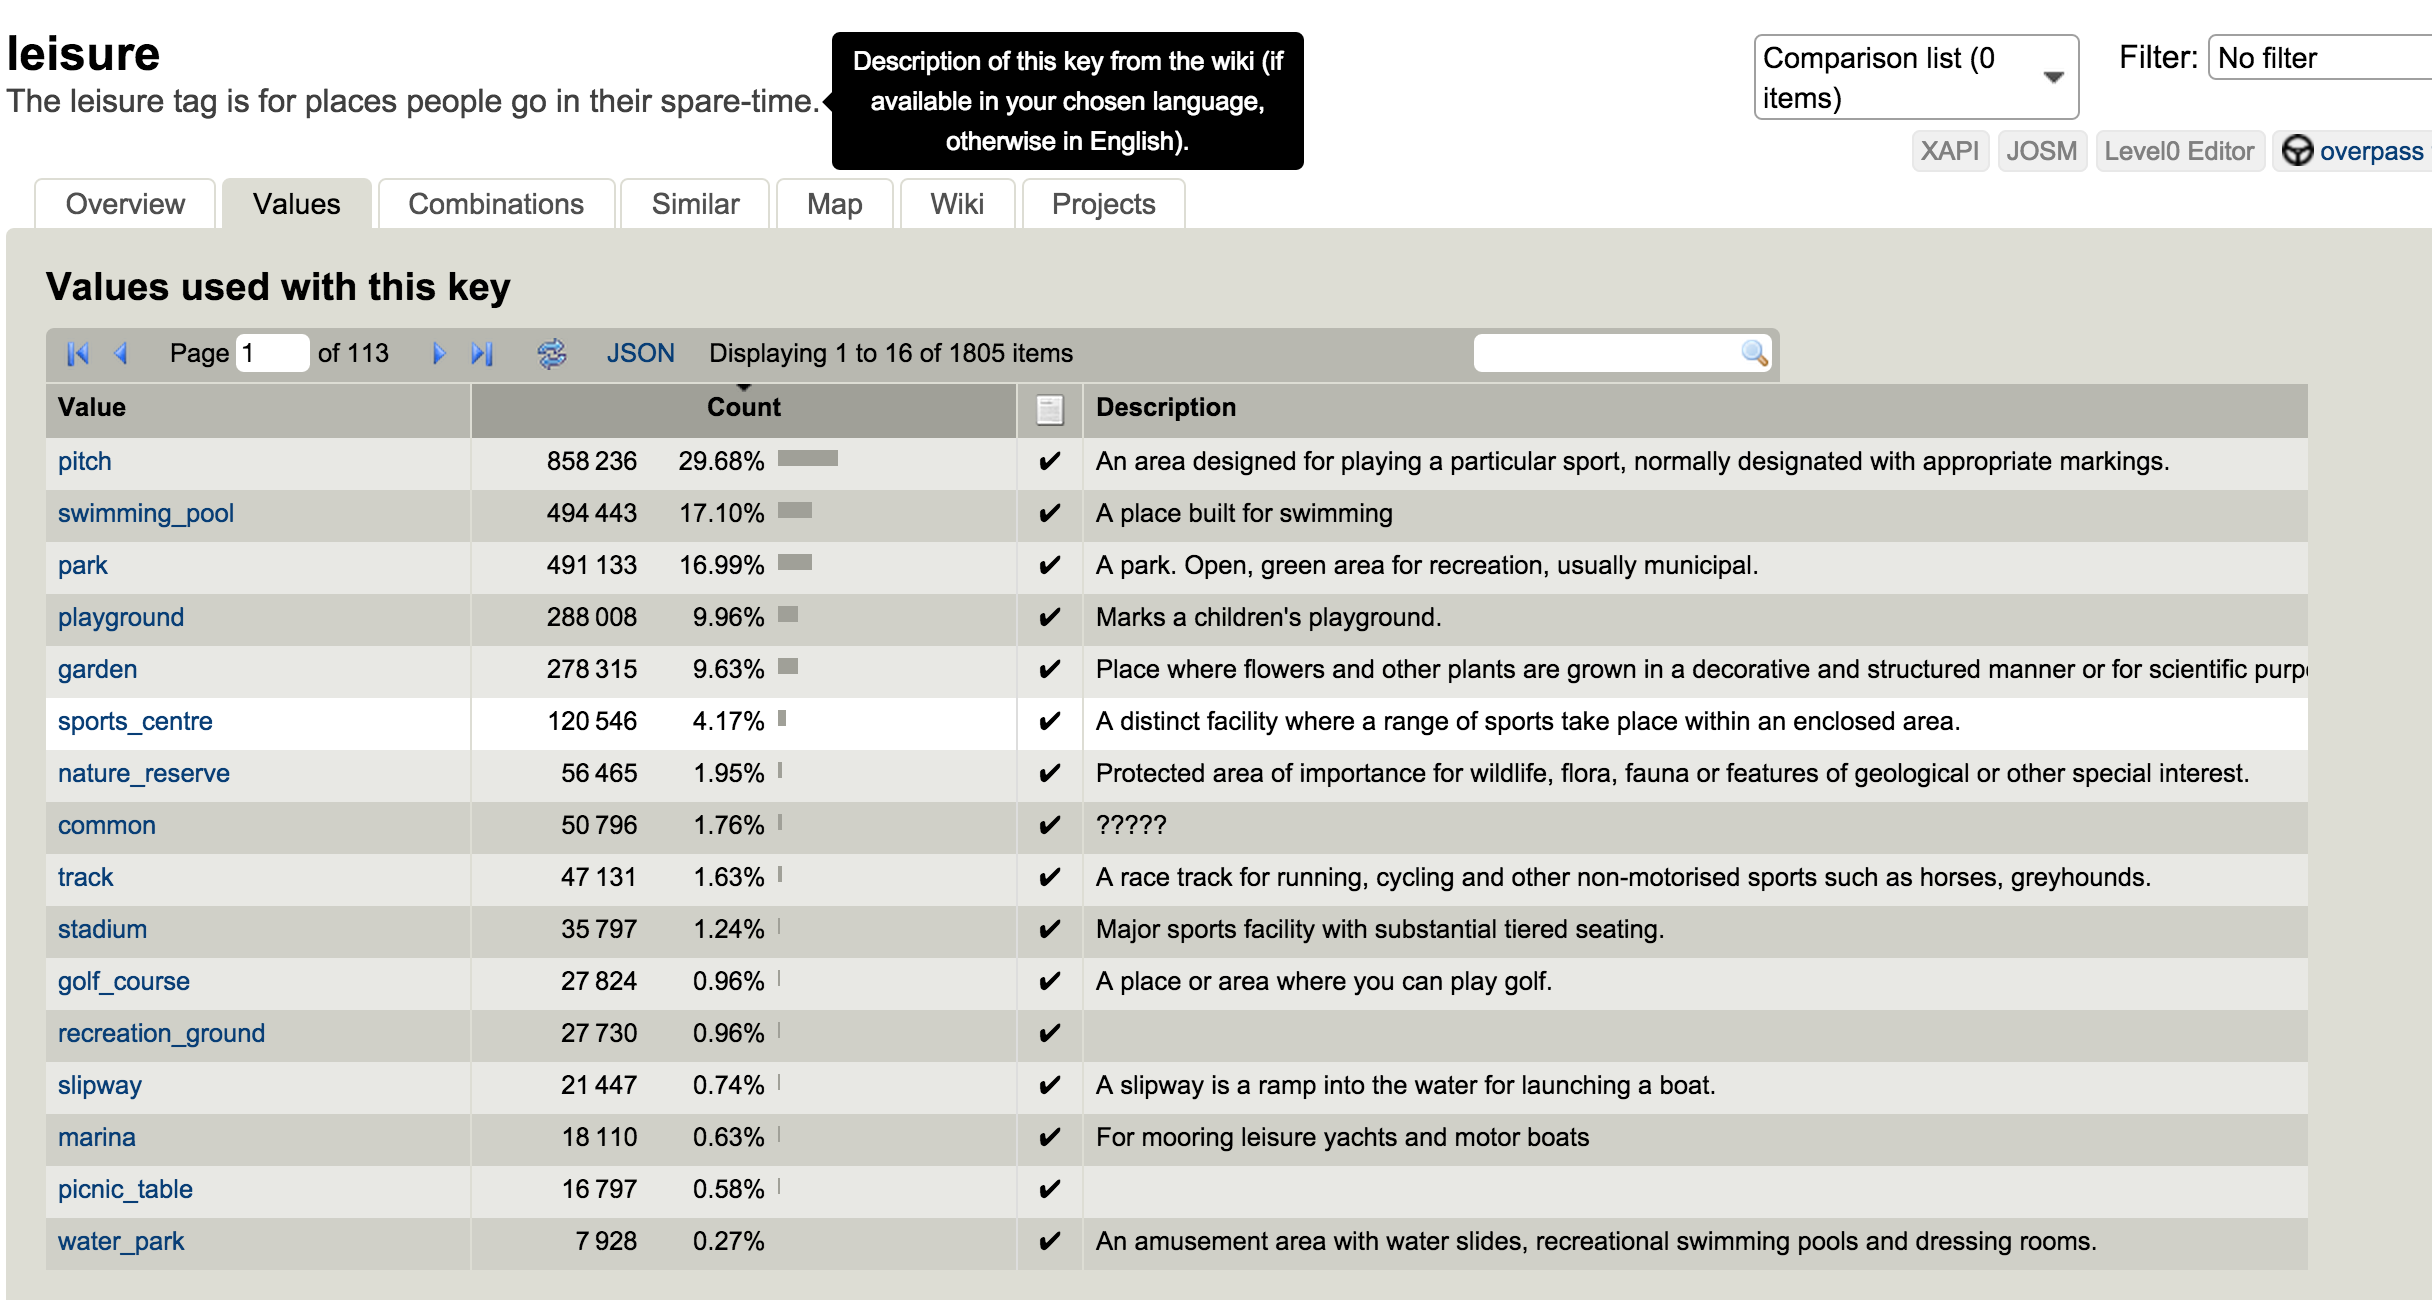 leisure
The leisure tag is for places people go in their spare-time.
Description of this key from the wiki (if
available in your chosen language,
otherwise in English).
Comparison list (0
items)
Filter: No filter
XAPI JOSM Level0 Editor overpass
Overview Values Combinations Similar Map Wiki Projects
Values used with this key
Page 1 of 113 JSON Displaying 1 to 16 of 1805 items
Value Count Description
pitch 858 236 29.68% ✔ An area designed for playing a particular sport, normally designated with appropriate markings.
swimming_pool 494 443 17.10% ✔ A place built for swimming
park 491 133 16.99% ✔ A park. Open, green area for recreation, usually municipal.
playground 288 008 9.96% ✔ Marks a children's playground.
garden 278 315 9.63% ✔ Place where flowers and other plants are grown in a decorative and structured manner or for scientific purp
sports_centre 120 546 4.17% ✔ A distinct facility where a range of sports take place within an enclosed area.
nature_reserve 56 465 1.95% ✔ Protected area of importance for wildlife, flora, fauna or features of geological or other special interest.
common 50 796 1.76% ✔ ?????
track 47 131 1.63% ✔ A race track for running, cycling and other non-motorised sports such as horses, greyhounds.
stadium 35 797 1.24% ✔ Major sports facility with substantial tiered seating.
golf_course 27 824 0.96% ✔ A place or area where you can play golf.
recreation_ground 27 730 0.96% ✔
slipway 21 447 0.74% ✔ A slipway is a ramp into the water for launching a boat.
marina 18 110 0.63% ✔ For mooring leisure yachts and motor boats
picnic_table 16 797 0.58% ✔
water_park 7 928 0.27% ✔ An amusement area with water slides, recreational swimming pools and dressing rooms.